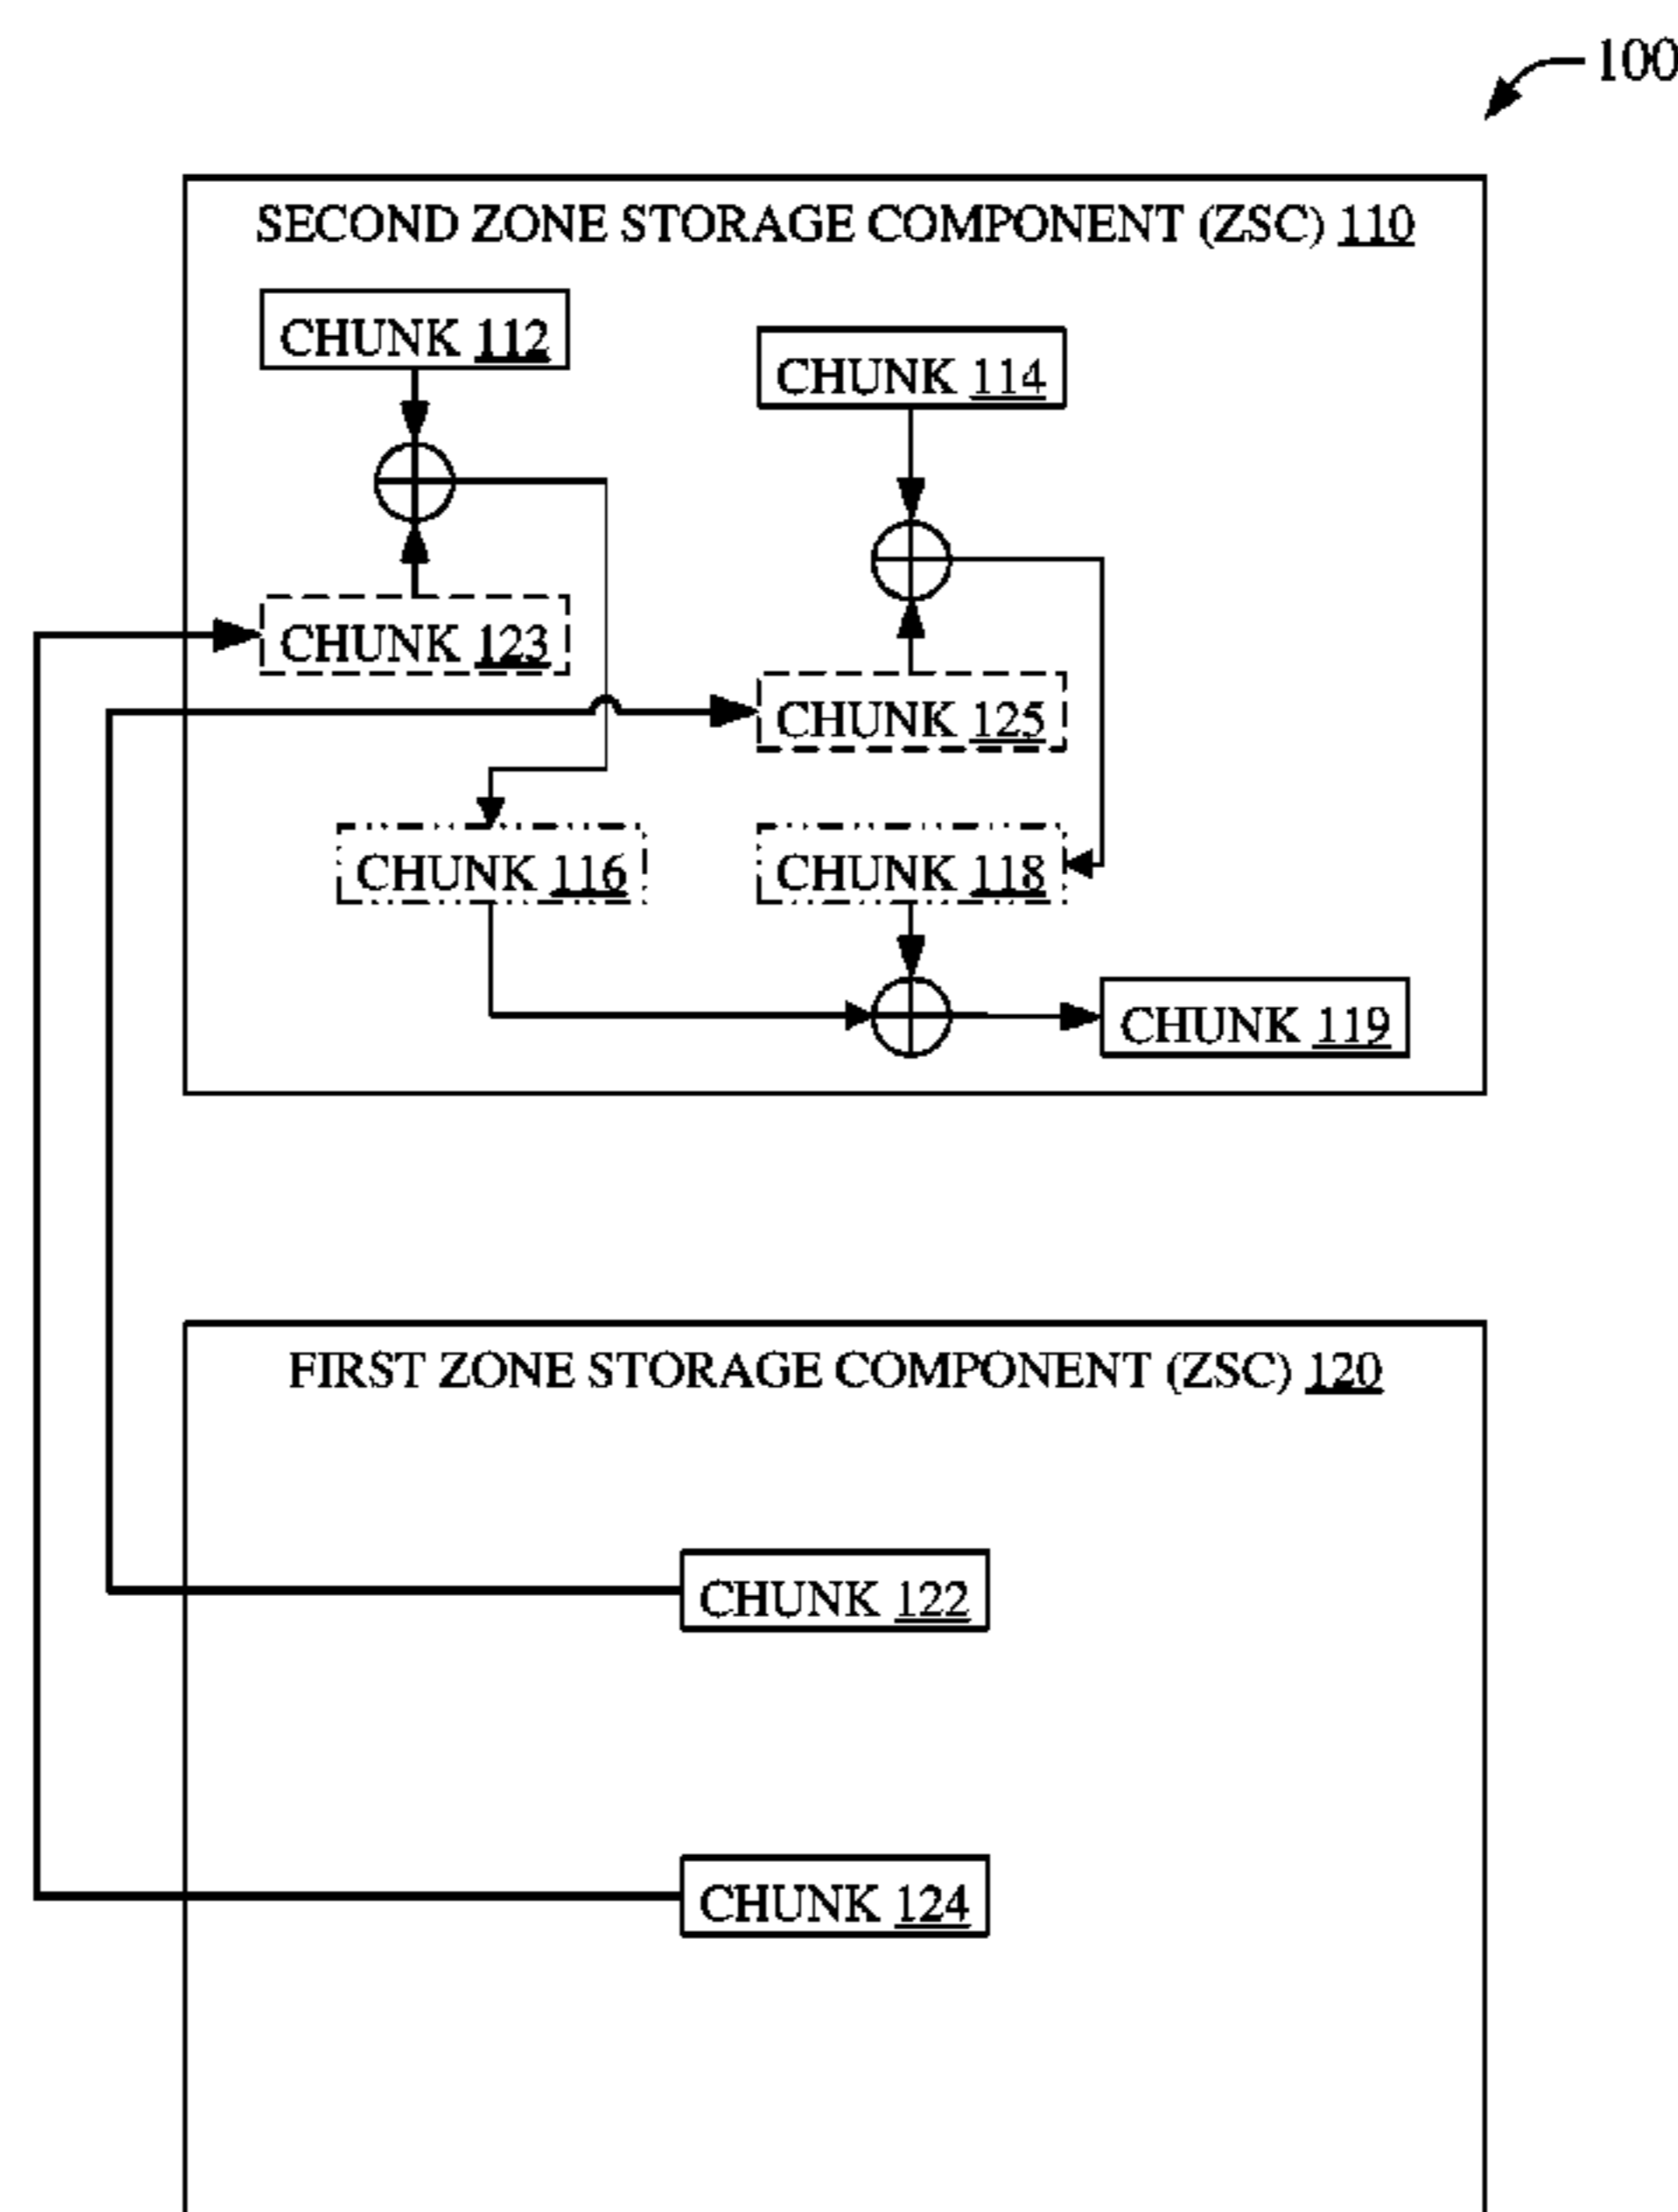 100
SECOND ZONE STORAGE COMPONENT (ZSC) 110
CHUNK 112
CHUNK 114
CHUNK 123
CHUNK 125
CHUNK 116
CHUNK 118
CHUNK 119
FIRST ZONE STORAGE COMPONENT (ZSC) 120
CHUNK 122
CHUNK 124